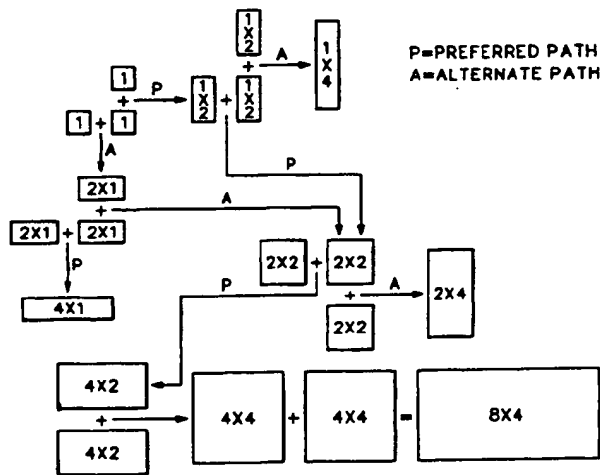 1
X
2
+ A
1
X
4
P=PREFERRED PATH
A=ALTERNATE PATH
1
+ P
1
X
2
+
1
X
2
1 + 1
A
2X1
+ A
P
2X1 + 2X1
P
2X2 + 2X2
4X1
P
+ A
2X4
2X2
4X2
+
4X2
4X4 + 4X4 = 8X4